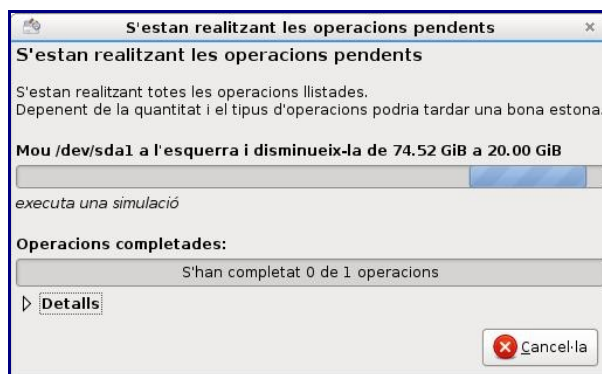 S'estan realitzant les operacions pendents
S'estan realitzant les operacions pendents
S'estan realitzant totes les operacions llistades.
Depenent de la quantitat i el tipus d'operacions podria tardar una bona estona.
Mou /dev/sda1 a l'esquerra i disminueix-la de 74.52 GiB a 20.00 GiB
executa una simulació
Operacions completades:
S'han completat 0 de 1 operacions
Detalls
Cancel·la